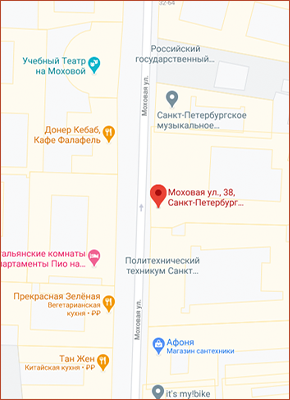 52-64
Российский
государственный...
Учебный Театр
на Моховой
Моховая ул.
Санкт-Петербургское
музыкальное...
Донер Кебаб,
Кафе Фалафель
Моховая ул., 38,
Санкт-Петербург...
тальянские комнаты
партаменты Пио на...
Политехнический
техникум Санкт...
Прекрасная Зелёная
Вегетарианская
кухня • ₽₽
Моховая ул.
Афоня
Магазин сантехники
Тан Жен
Китайская кухня • ₽₽
it's my!bike